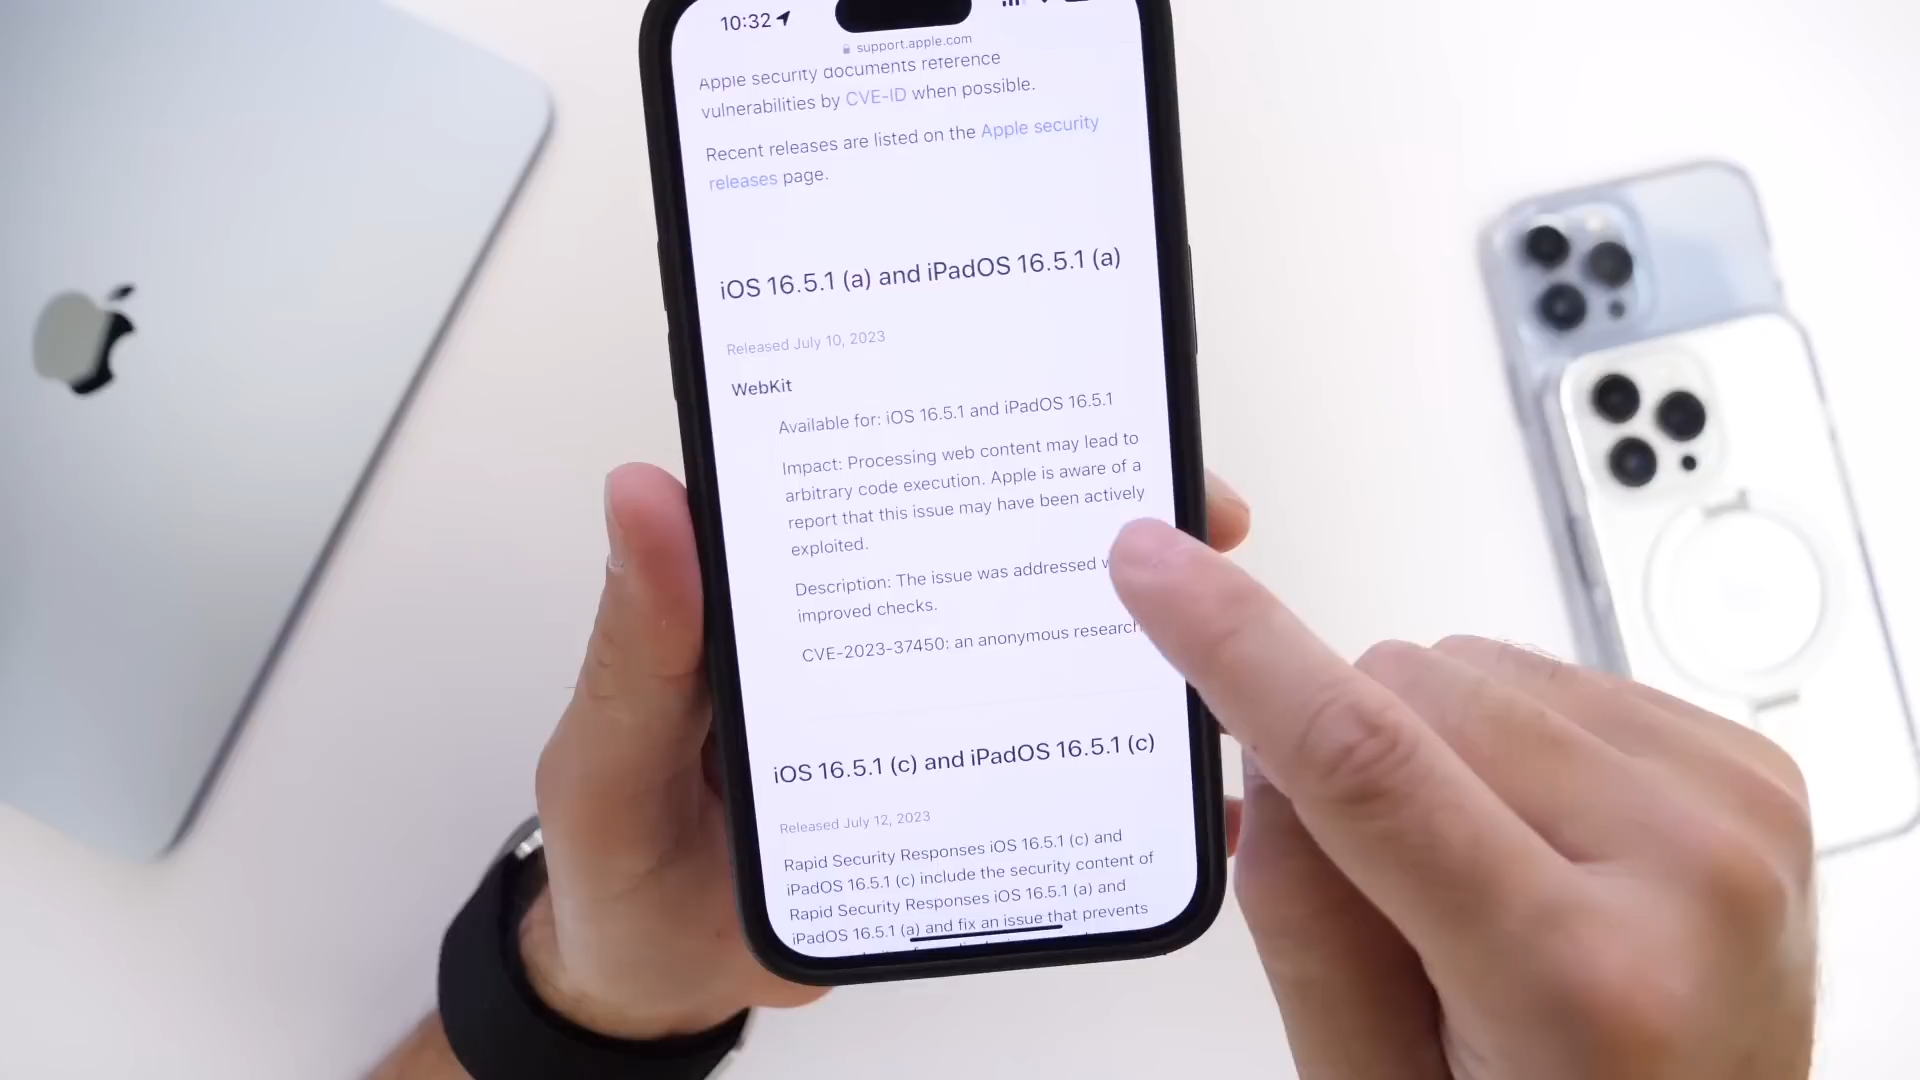 10:32
support.apple.com
Apple security documents reference
vulnerabilities by CVE-ID when possible.
Recent releases are listed on the Apple security
releases page.
iOS 16.5.1 (a) and iPadOS 16.5.1 (a)
Released July 10, 2023
WebKit
Available for: iOS 16.5.1 and iPadOS 16.5.1
Impact: Processing web content may lead to
arbitrary code execution. Apple is aware of a
report that this issue may have been actively
exploited.
Description: The issue was addressed
improved checks.
CVE-2023-37450: an anonymous research
iOS 16.5.1 (c) and iPadOS 16.5.1 (c)
Released July 12, 2023
Rapid Security Responses iOS 16.5.1 (c) and
iPadOS 16.5.1 (c) include the security content of
Rapid Security Responses iOS 16.5.1 (a) and
iPadOS 16.5.1 (a) and fix an issue that prevents